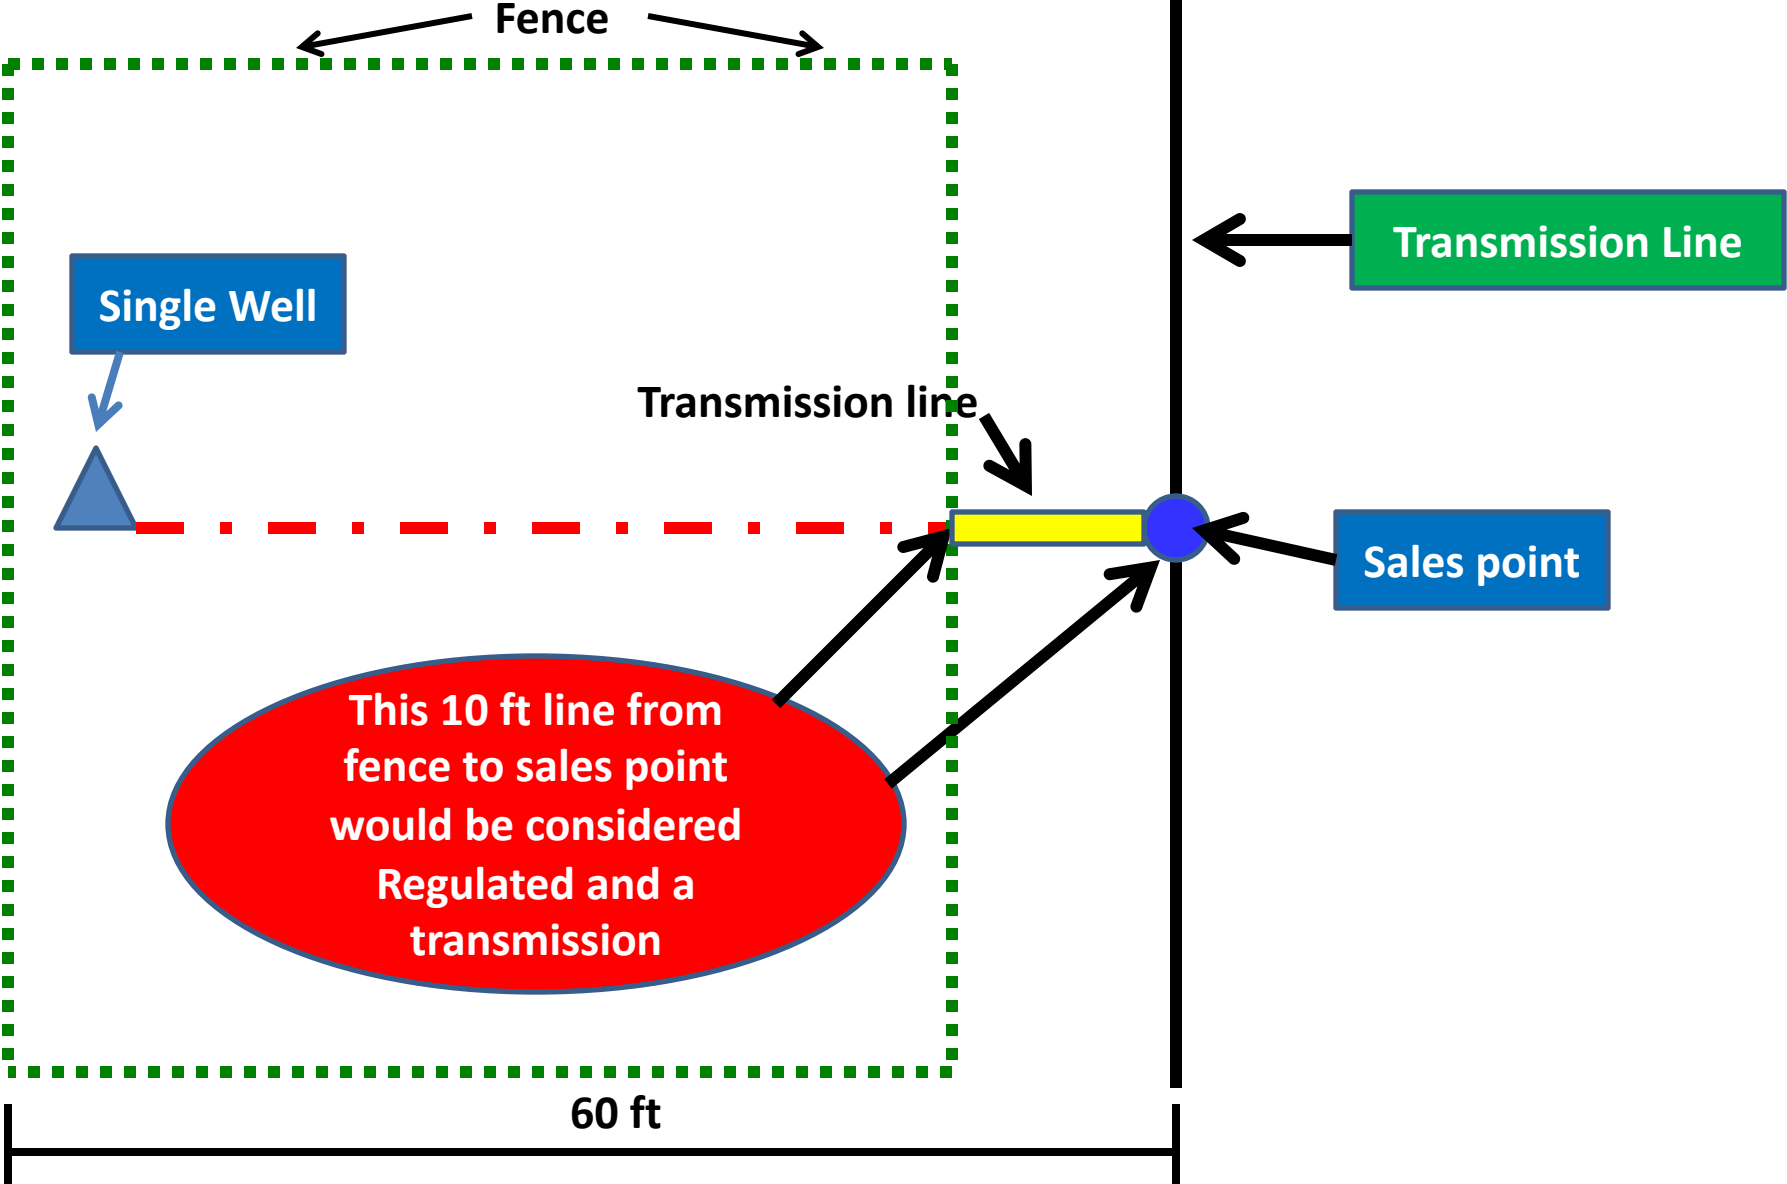 Fence
Transmission Line
Single Well
Transmission line
Sales point
This 10 ft line from
fence to sales point
would be considered
Regulated and a
transmission
60 ft